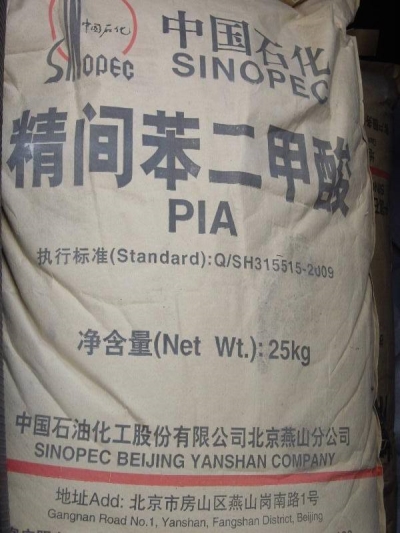 中国石化
SINOPEC
中国石化
SINOPEC
精间苯二甲酸
PIA
执行标准(Standard):Q/SH315515-2009
净含量(Net Wt.): 25kg
中国石油化工股份有限公司北京燕山分公司
SINOPEC BEIJING YANSHAN COMPANY
地址Add: 北京市房山区燕山岗南路1号
Gangnan Road No.1, Yanshan, Fangshan District, Beijing